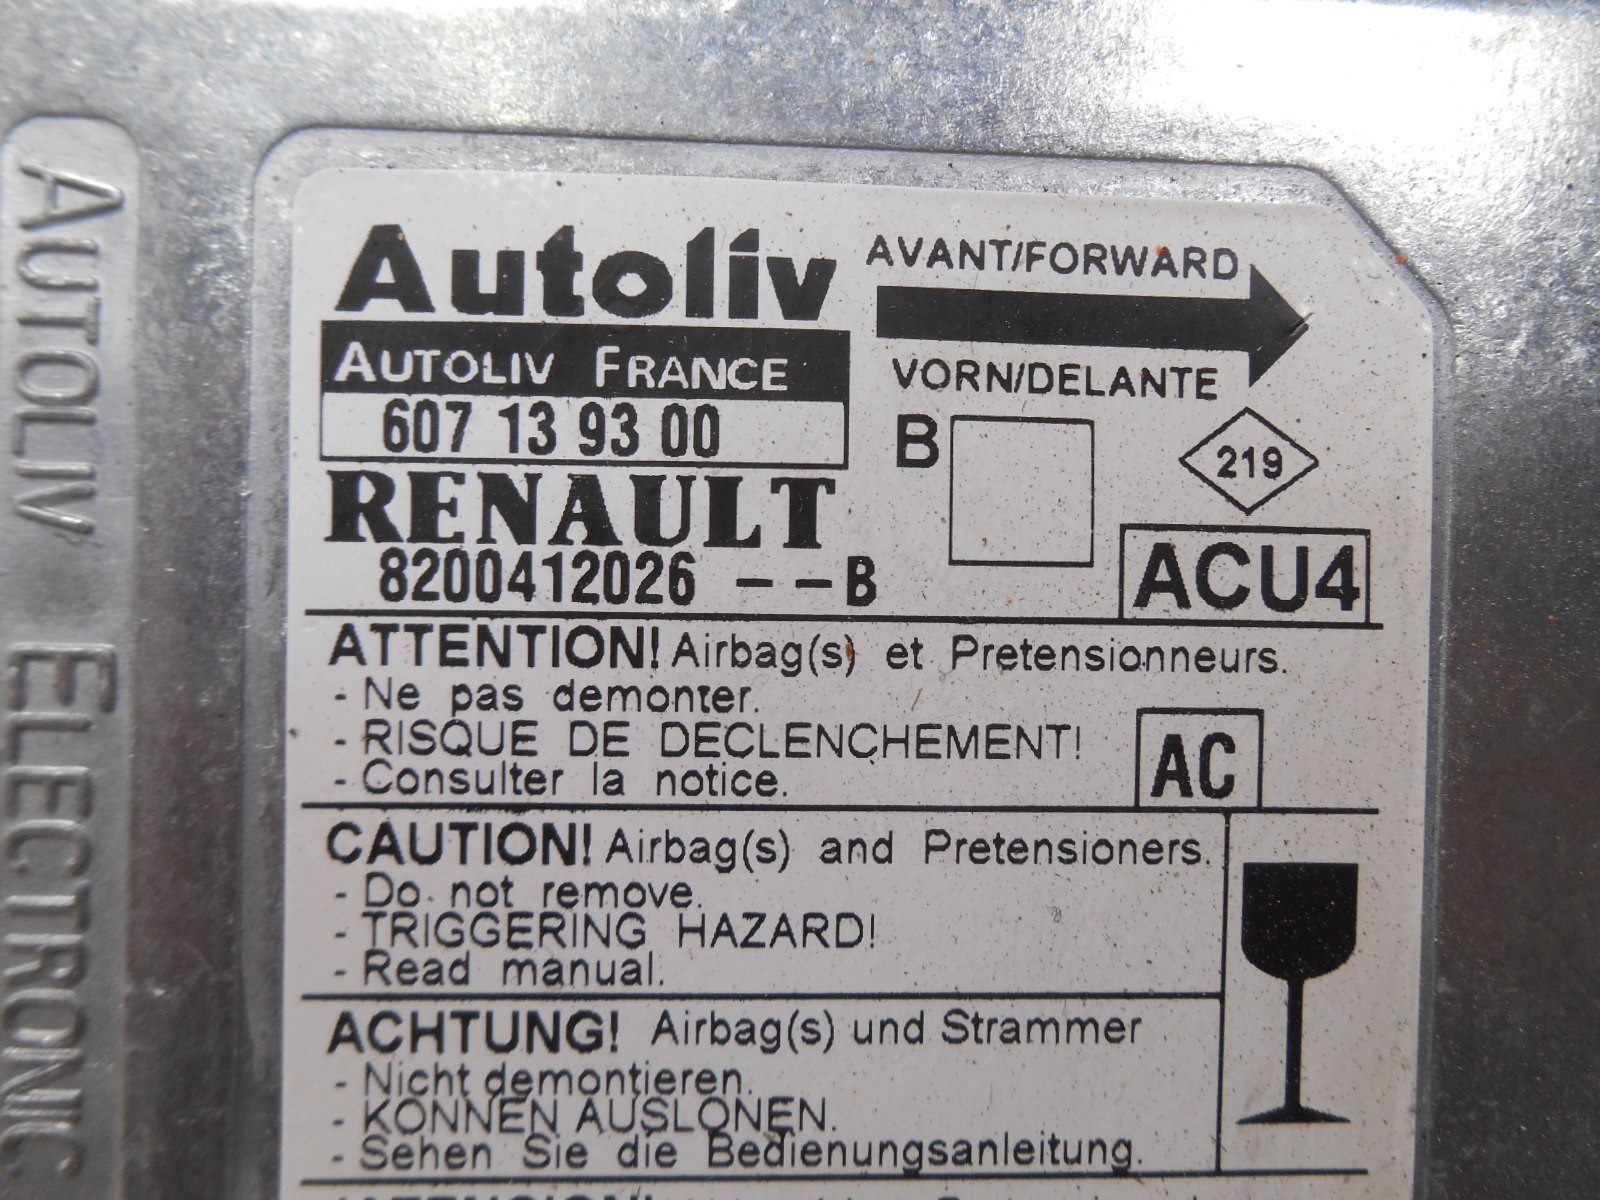 Autoliv
AUTOLIV FRANCE
607 13 93 00
RENAULT
8200412026 --B
AVANT/FORWARD
VORN/DELANTE
B
219
ACU4
ATTENTION! Airbag(s) et Pretensionneurs.
- Ne pas demonter.
- RISQUE DE DECLENCHEMENT!
- Consulter la notice.
AC
CAUTION! Airbag(s) and Pretensioners.
- Do not remove.
- TRIGGERING HAZARD!
- Read manual.
ACHTUNG! Airbag(s) und Strammer
- Nicht demontieren.
- KONNEN AUSLONEN.
- Sehen Sie die Bedienungsanleitung.
AUTOLIV ELECTRONIC